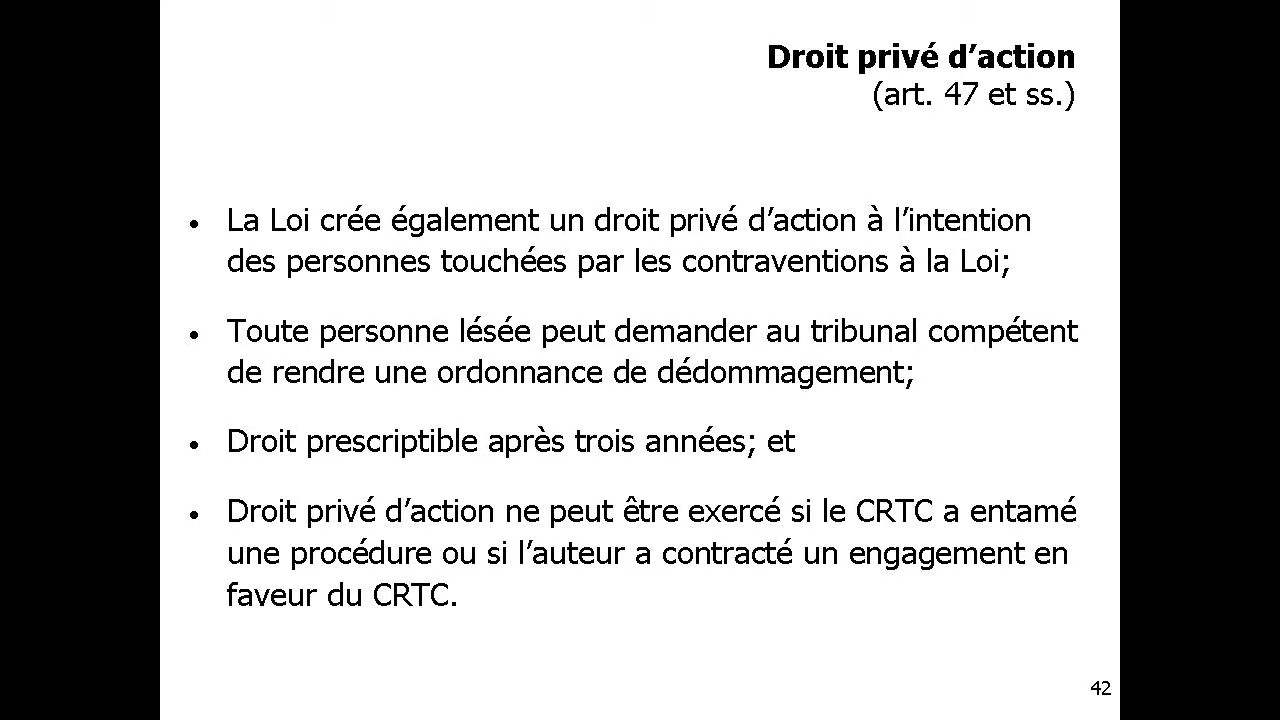 Droit privé d’action
(art. 47 et ss.)
• La Loi crée également un droit privé d’action à l’intention
des personnes touchées par les contraventions à la Loi;
• Toute personne lésée peut demander au tribunal compétent
de rendre une ordonnance de dédommagement;
• Droit prescriptible après trois années; et
• Droit privé d’action ne peut être exercé si le CRTC a entamé
une procédure ou si l’auteur a contracté un engagement en
faveur du CRTC.
42